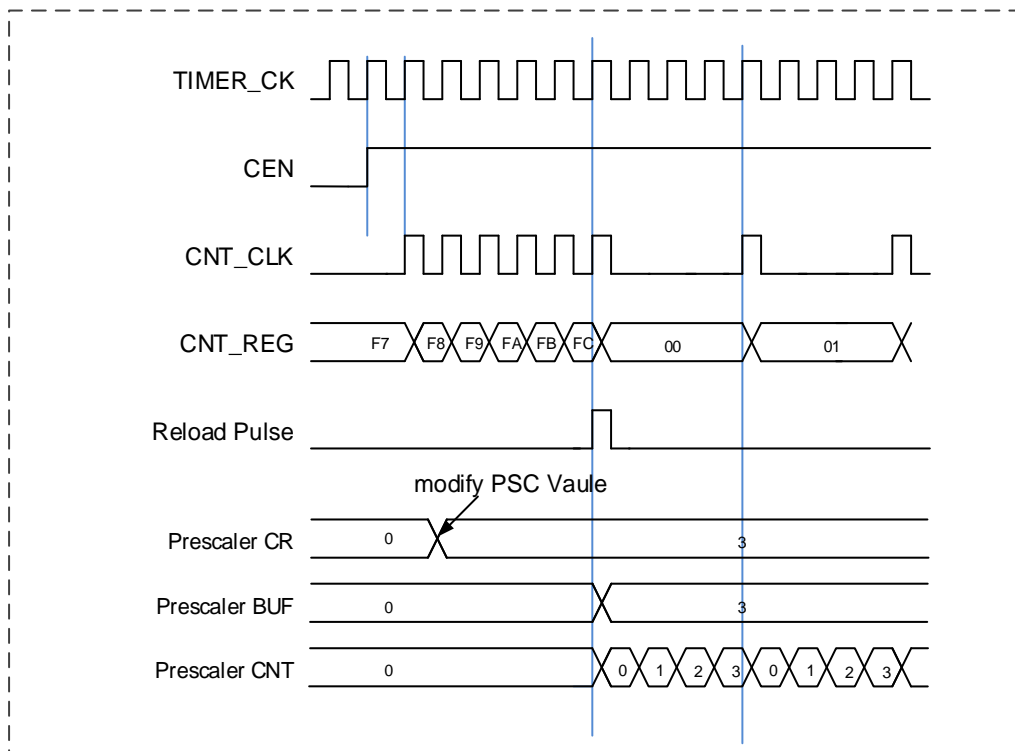 TIMER_CK
CEN
CNT_CLK
CNT_REG F7 F8 F9 FA FB FC 00 01
Reload Pulse
modify PSC Vaule
Prescaler CR 0 3
Prescaler BUF 0 3
Prescaler CNT 0 0 1 2 3 0 1 2 3